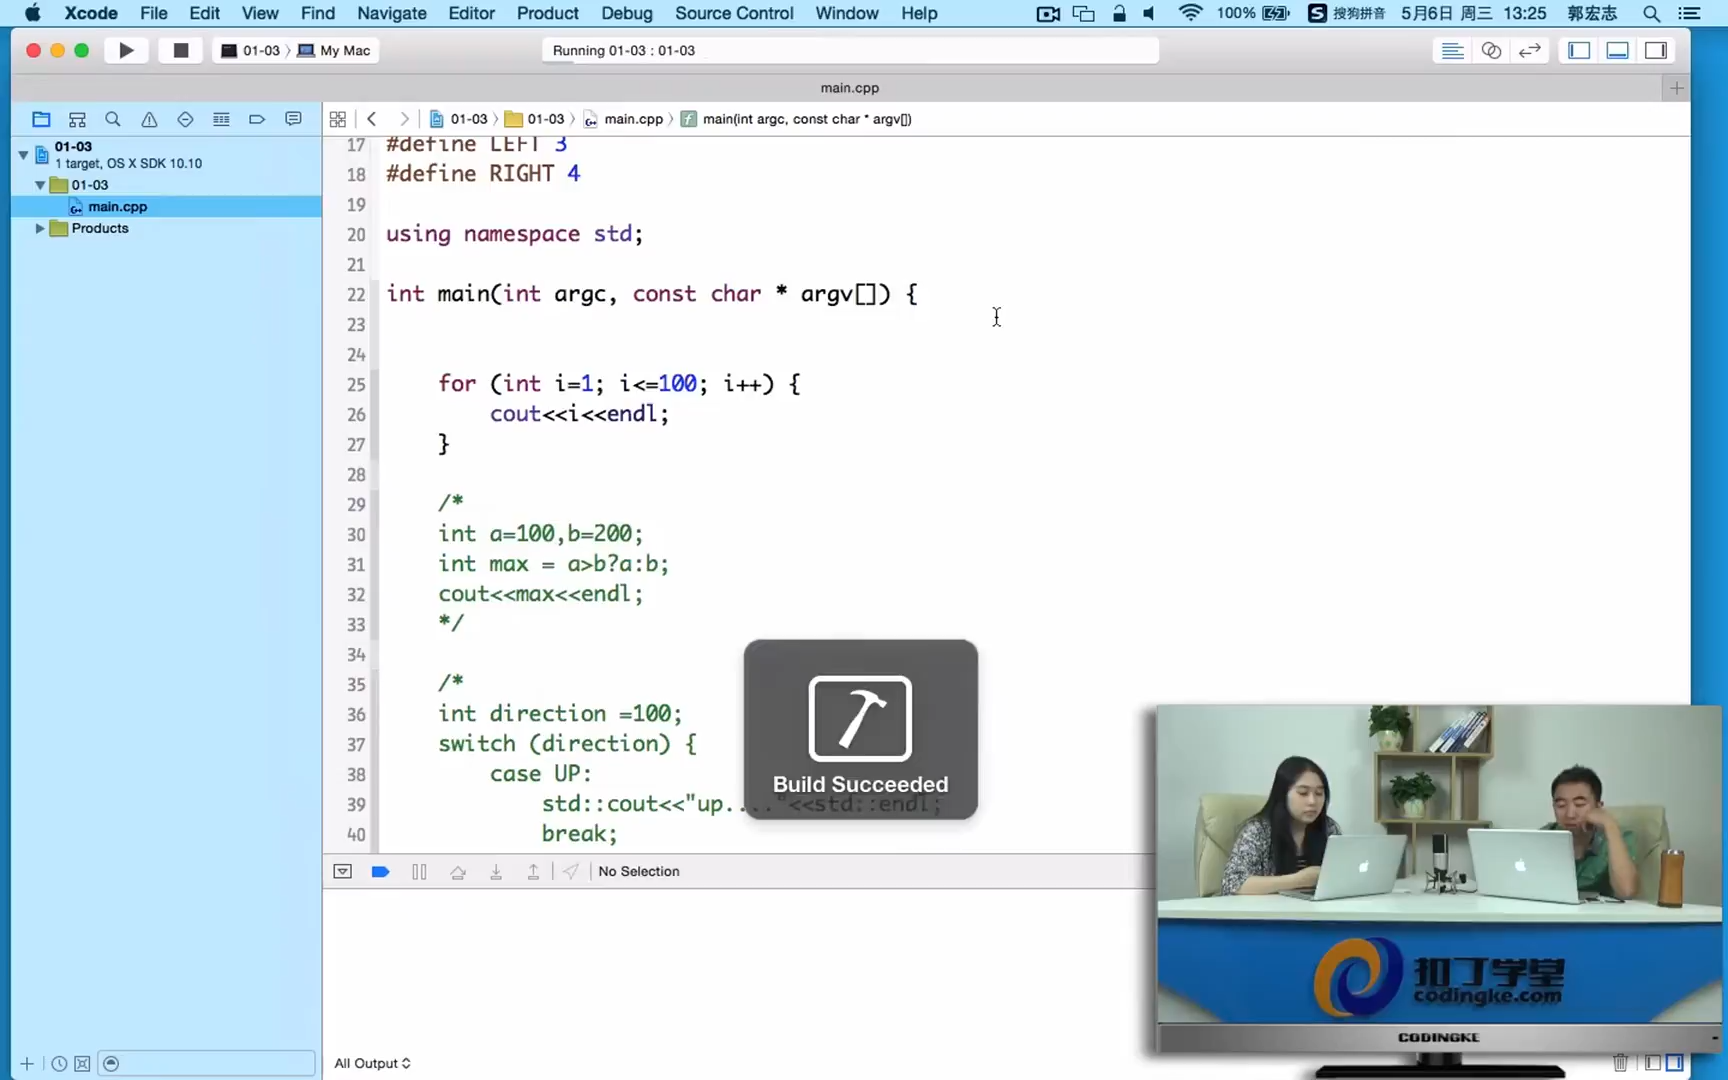 Xcode File Edit View Find Navigate Editor Product Debug Source Control Window Help 100% S 搜狗拼音 5月6日 周三 13:25 郭宏志
01-03 〉 My Mac Running 01-03 : 01-03
main.cpp
01-03 〉 01-03 〉 main.cpp 〉 main(int argc, const char * argv[])
01-03
1 target, OS X SDK 10.10
01-03
main.cpp
Products
17 #define LEFT 3
18 #define RIGHT 4
19
20 using namespace std;
21
22 int main(int argc, const char * argv[]) {
23
24
25 for (int i=1; i<=100; i++) {
26 cout<<i<<endl;
27 }
28
29 /*
30 int a=100,b=200;
31 int max = a>b?a:b;
32 cout<<max<<endl;
33 */
34
35 /*
36 int direction =100;
37 switch (direction) {
38 case UP:
39 std::cout<<"up...."<<std::endl;
40 break;
Build Succeeded
No Selection
All Output
扣丁学堂
codingke.com
CODINGKE